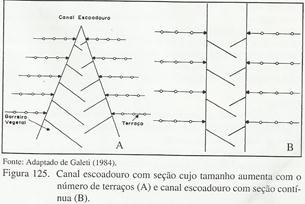 Canal Escoadouro
Barreira
Vegetal
Terraço
A
B
Fonte: Adaptado de Galeti (1984).
Figura 125. Canal escoadouro com seção cujo tamanho aumenta com o
número de terraços (A) e canal escoadouro com seção contí-
nua (B).